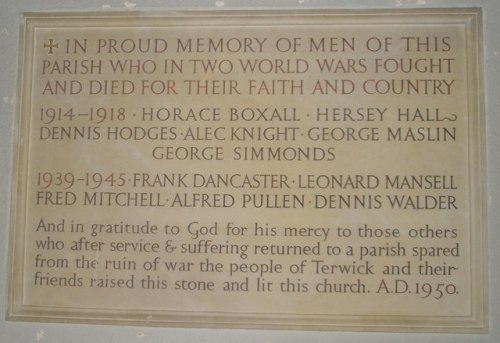 ✠ IN PROUD MEMORY OF MEN OF THIS
PARISH WHO IN TWO WORLD WARS FOUGHT
AND DIED FOR THEIR FAITH AND COUNTRY
1914–1918 · HORACE BOXALL · HERSEY HALL~
DENNIS HODGES · ALEC KNIGHT · GEORGE MASLIN
GEORGE SIMMONDS
1939–1945 · FRANK DANCASTER · LEONARD MANSELL
FRED MITCHELL · ALFRED PULLEN · DENNIS WALDER
And in gratitude to God for his mercy to those others
who after service & suffering returned to a parish spared
from the ruin of war the people of Terwick and their
friends raised this stone and lit this church. A.D. 1950.